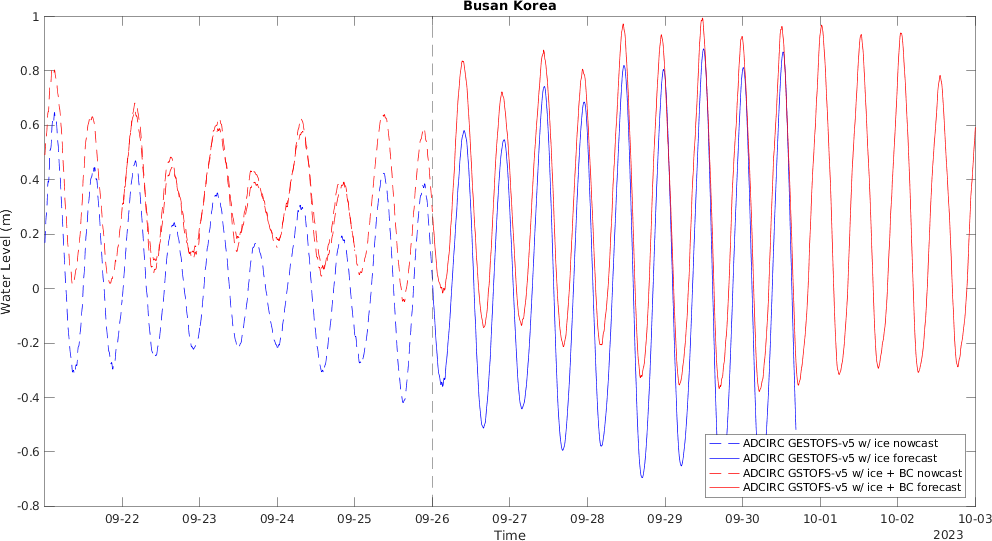 Busan Korea
1
0.8
0.6
0.4
0.2
0
-0.2
-0.4
-0.6
-0.8
Water Level (m)
ADCIRC GESTOFS-v5 w/ ice nowcast
ADCIRC GESTOFS-v5 w/ ice forecast
ADCIRC GSTOFS-v5 w/ ice + BC nowcast
ADCIRC GSTOFS-v5 w/ ice + BC forecast
09-22 09-23 09-24 09-25 09-26 09-27 09-28 09-29 09-30 10-01 10-02 10-03
Time
2023